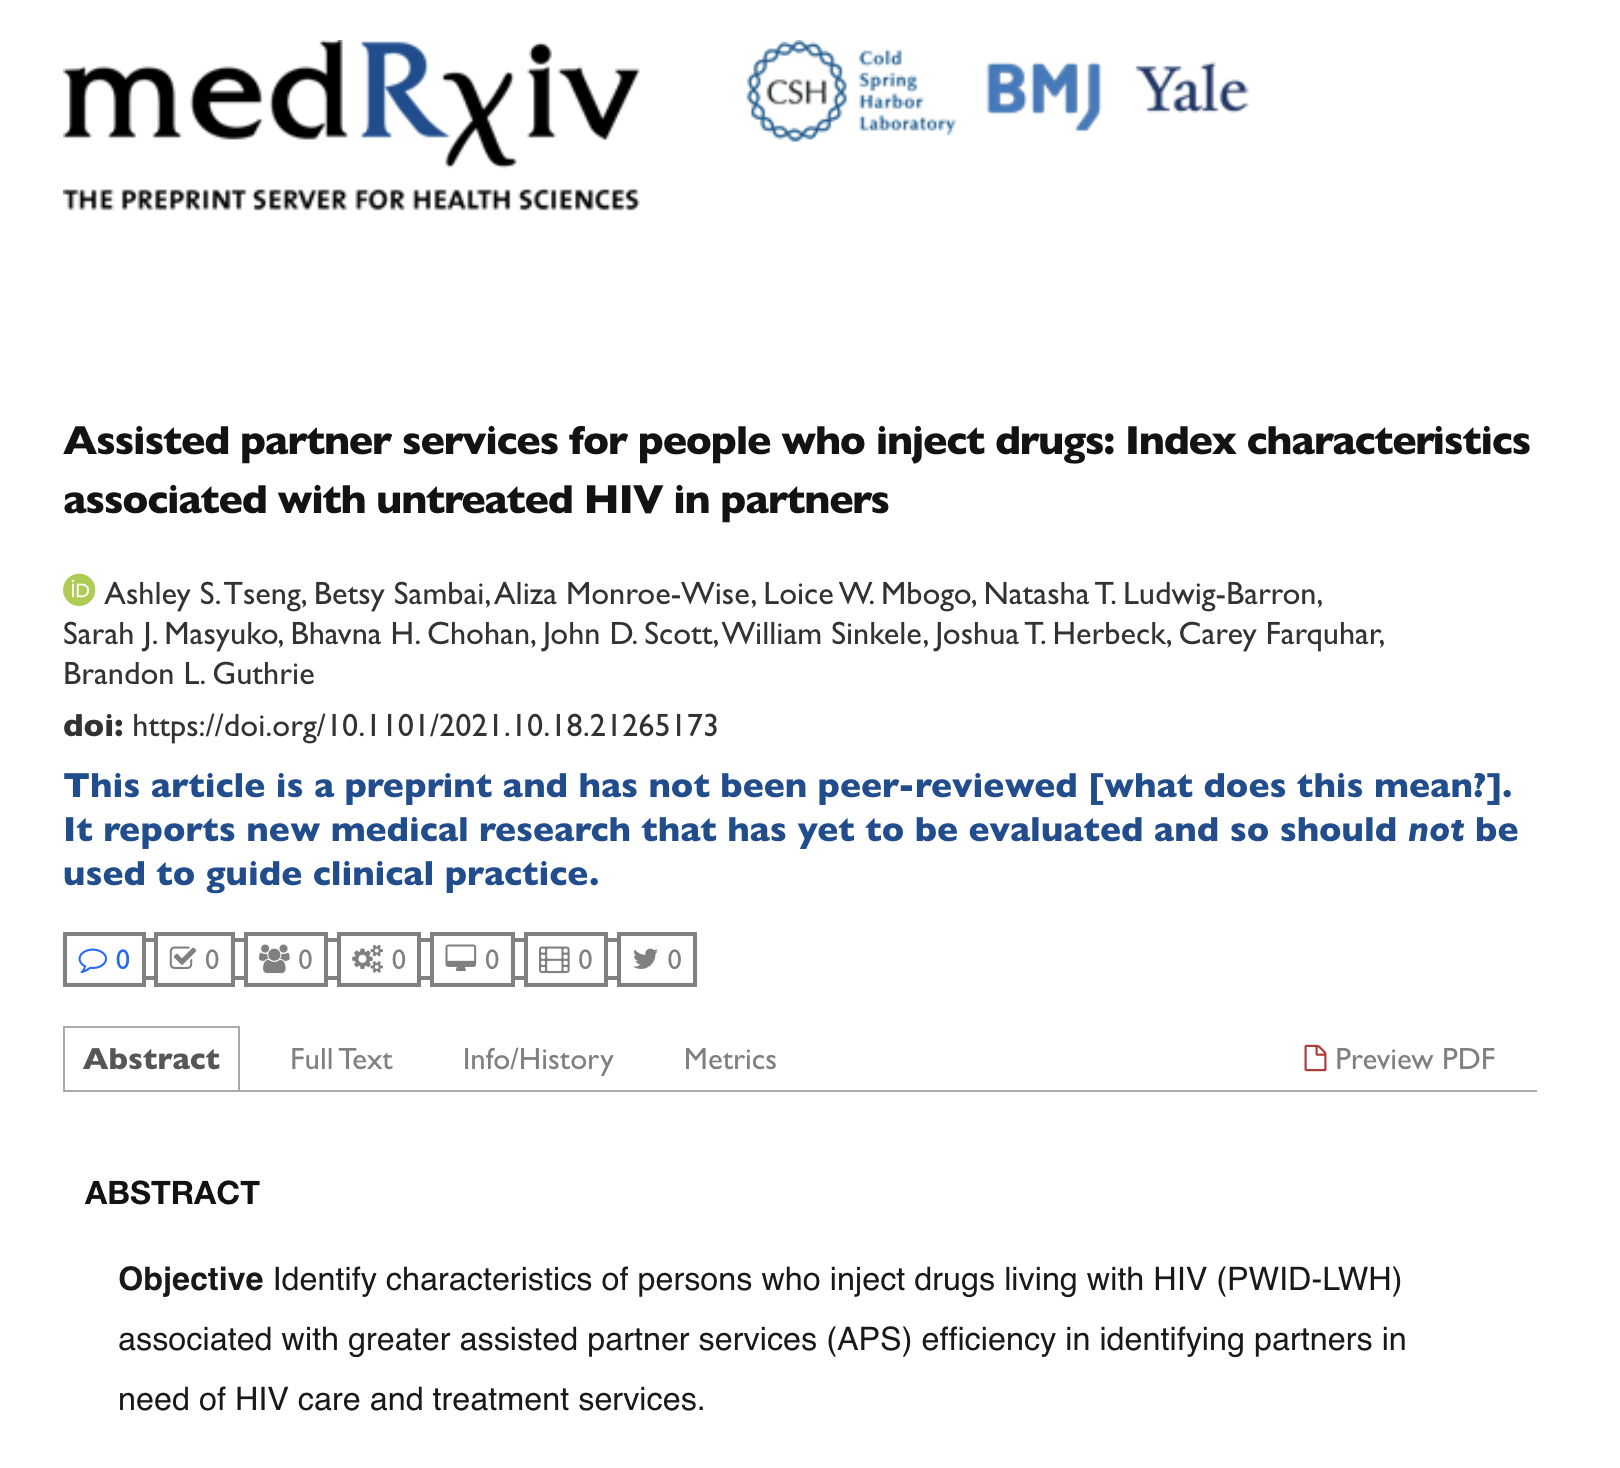 medRχiv
THE PREPRINT SERVER FOR HEALTH SCIENCES
CSH
Cold
Spring
Harbor
Laboratory
BMJ Yale
Assisted partner services for people who inject drugs: Index characteristics
associated with untreated HIV in partners
iD Ashley S. Tseng, Betsy Sambai, Aliza Monroe-Wise, Loice W. Mbogo, Natasha T. Ludwig-Barron,
Sarah J. Masyuko, Bhavna H. Chohan, John D. Scott, William Sinkele, Joshua T. Herbeck, Carey Farquhar,
Brandon L. Guthrie
doi: https://doi.org/10.1101/2021.10.18.21265173
This article is a preprint and has not been peer-reviewed [what does this mean?].
It reports new medical research that has yet to be evaluated and so should not be
used to guide clinical practice.
0 0 0 0 0 0 0
Abstract Full Text Info/History Metrics Preview PDF
ABSTRACT
Objective Identify characteristics of persons who inject drugs living with HIV (PWID-LWH)
associated with greater assisted partner services (APS) efficiency in identifying partners in
need of HIV care and treatment services.